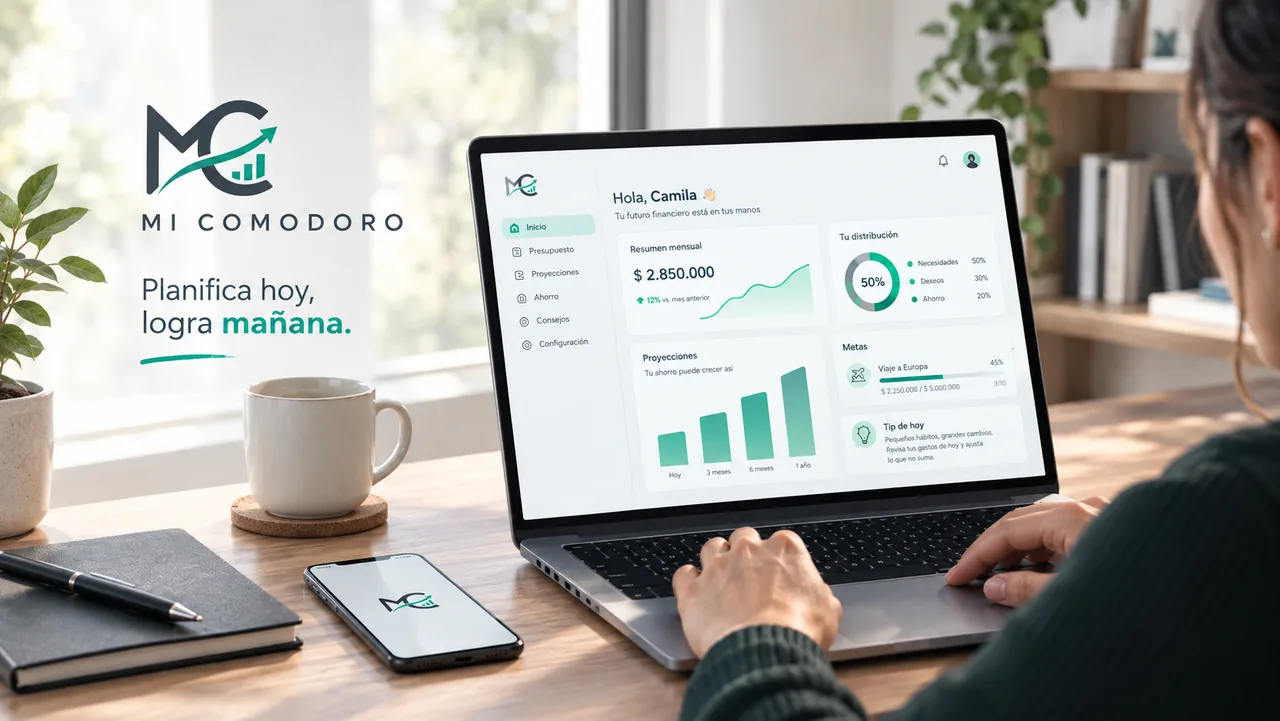 MC
MI COMODORO
Planifica hoy,
logra mañana.
MC
Inicio
Presupuesto
Proyecciones
Ahorro
Consejos
Configuración
Hola, Camila 👋
Tu futuro financiero está en tus manos
Resumen mensual
$ 2.850.000
12% vs. mes anterior
Tu distribución
50%
Necesidades 50%
Deseos 30%
Ahorro 20%
Proyecciones
Tu ahorro puede crecer así
Hoy
3 meses
6 meees
1 año
Metas
Viaje a Europa 45%
$ 2.250.000 / $ 5.000.000 3/10
Tip de hoy
Pequeños hábitos, grandes cambios.
Revisa tus gastos de hoy y ajusta
lo que no suma.
MC